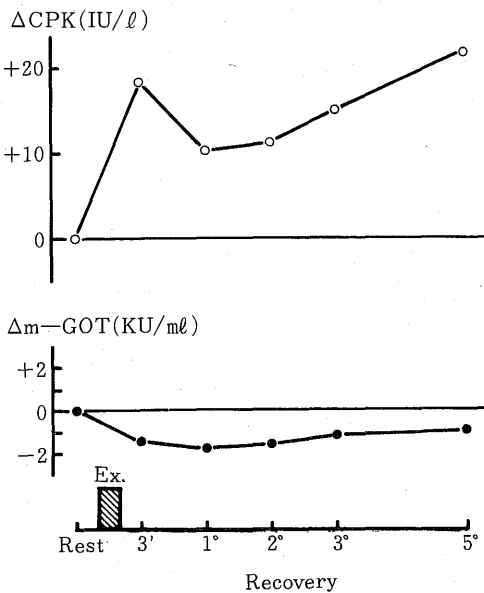 ΔCPK(IU/ℓ)
+20
+10
0
Δm—GOT(KU/mℓ)
+2
0
−2
Ex.
Rest 3′ 1° 2° 3° 5°
Recovery